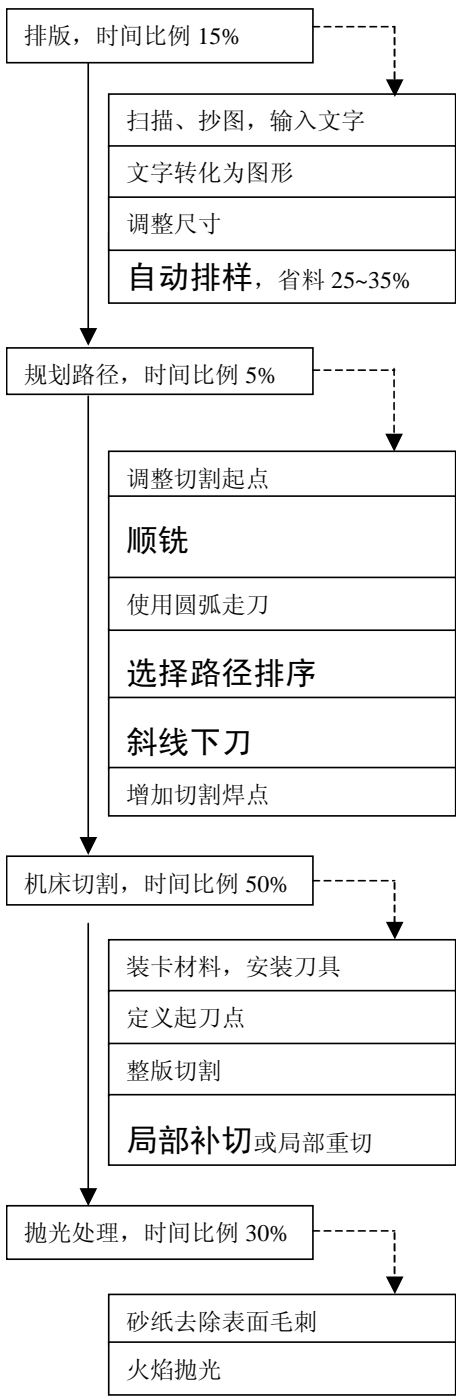 排版，时间比例 15%
扫描、抄图，输入文字
文字转化为图形
调整尺寸
自动排样，省料 25~35%
规划路径，时间比例 5%
调整切割起点
顺铣
使用圆弧走刀
选择路径排序
斜线下刀
增加切割焊点
机床切割，时间比例 50%
装卡材料，安装刀具
定义起刀点
整版切割
局部补切或局部重切
抛光处理，时间比例 30%
砂纸去除表面毛刺
火焰抛光